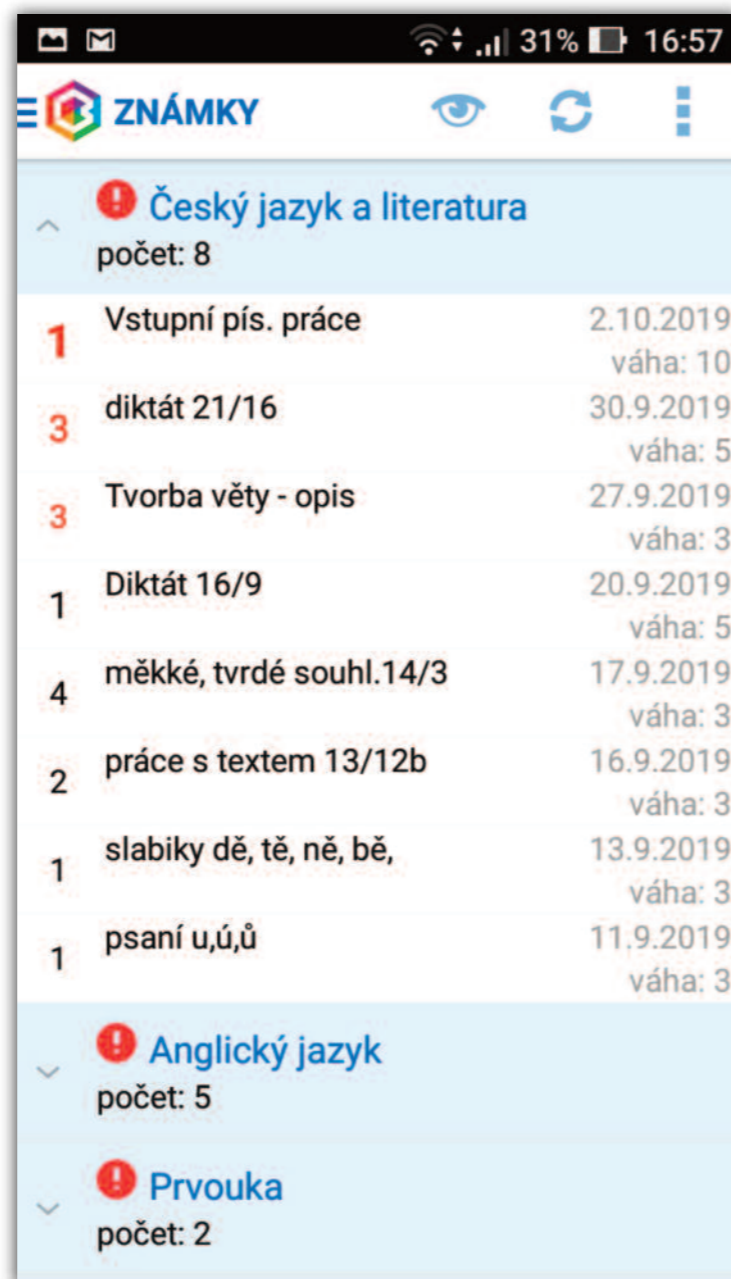 31% 16:57
ZNÁMKY
Český jazyk a literatura
počet: 8
1 Vstupní pís. práce 2.10.2019
váha: 10
3 diktát 21/16 30.9.2019
váha: 5
3 Tvorba věty - opis 27.9.2019
váha: 3
1 Diktát 16/9 20.9.2019
váha: 5
4 měkké, tvrdé souhl.14/3 17.9.2019
váha: 3
2 práce s textem 13/12b 16.9.2019
váha: 3
1 slabiky dě, tě, ně, bě, 13.9.2019
váha: 3
1 psaní u,ú,ů 11.9.2019
váha: 3
Anglický jazyk
počet: 5
Prvouka
počet: 2